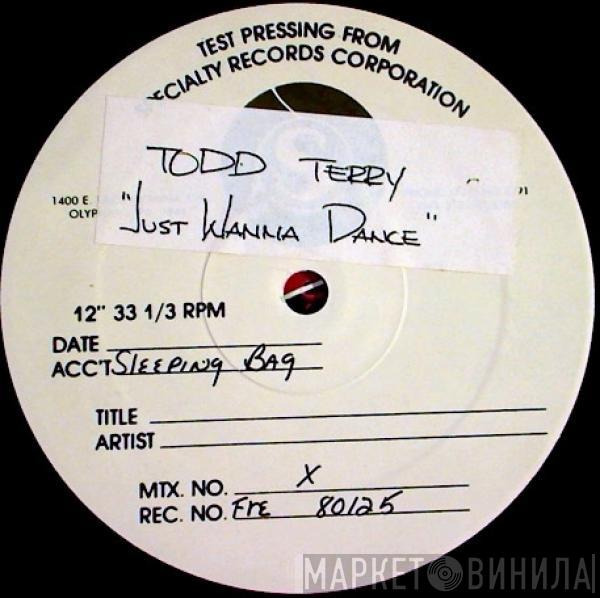 TEST PRESSING FROM
ECIALTY RECORDS CORPORATION
TODD TERRY
"JUST WANNA DANCE"
1400 E.
OLYP
12" 33 1/3 RPM
DATE
ACC'T Sleeping Bag
TITLE
ARTIST
MTX. NO. X
REC. NO. Fre 80125
МАРКЕТ ВИНИЛА